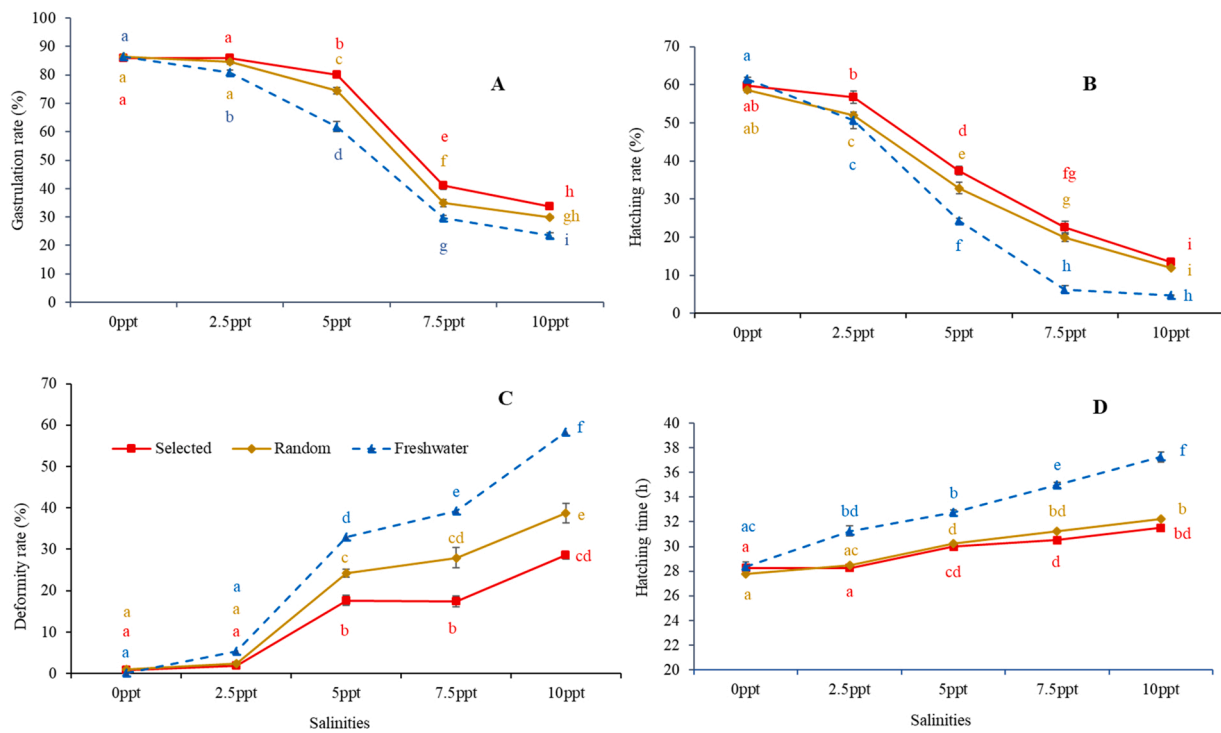 A
Gastrulation rate (%)
100
90
80
70
60
50
40
30
20
10
0
a a b
c
a a e
a b f
d h
g gh
i
0ppt 2.5ppt 5ppt 7.5ppt 10ppt
B
Hatching rate (%)
70
60
50
40
30
20
10
0
a b
ab d
ab c e fg
c g
f h i
i
h
0ppt 2.5ppt 5ppt 7.5ppt 10ppt
C
Deformity rate (%)
70
60
50
40
30
20
10
0
Selected Random Freshwater
f
e
d e
c cd
cd
a
a a b b
a a
a
0ppt 2.5ppt 5ppt 7.5ppt 10ppt
Salinities
D
Hatching time (h)
40
38
36
34
32
30
28
26
24
22
20
f
e
ac bd b
a ac d bd b
bd
a a cd d
0ppt 2.5ppt 5ppt 7.5ppt 10ppt
Salinities